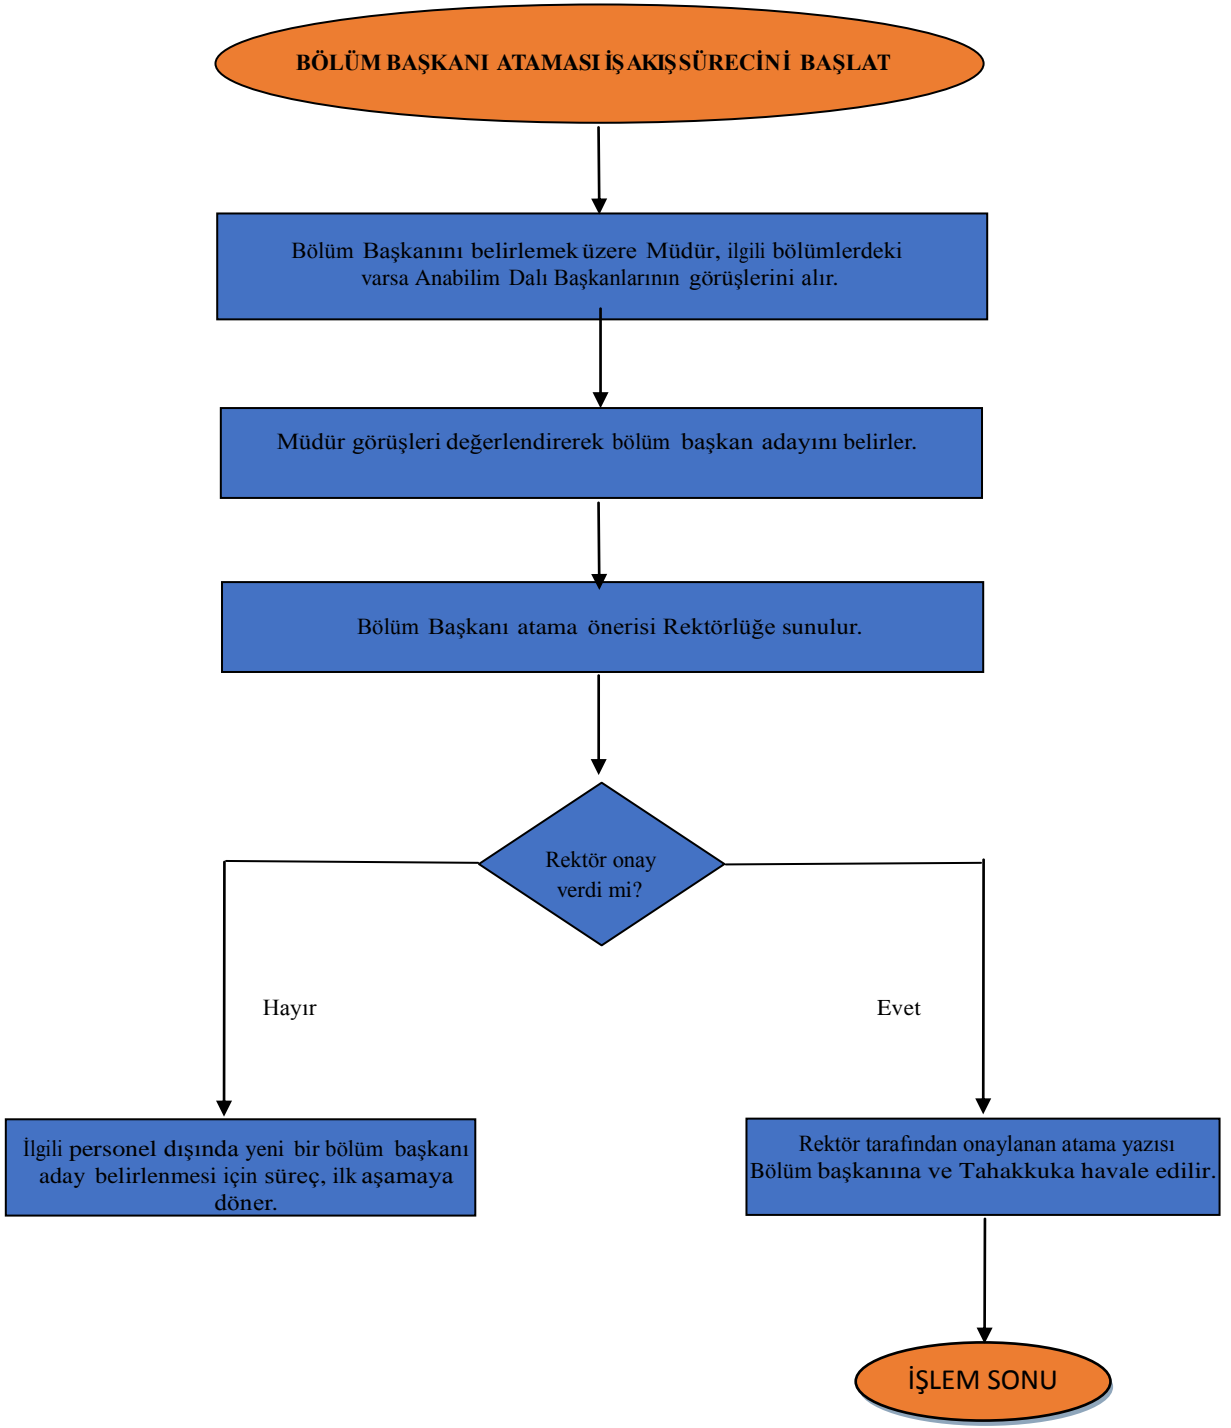 BÖLÜM BAŞKANI ATAMASI İŞ AKIŞ SÜRECİNİ BAŞLAT
Bölüm Başkanını belirlemek üzere Müdür, ilgili bölümlerdeki
varsa Anabilim Dalı Başkanlarının görüşlerini alır.
Müdür görüşleri değerlendirerek bölüm başkan adayını belirler.
Bölüm Başkanı atama önerisi Rektörlüğe sunulur.
Rektör onay
verdi mi?
Hayır
Evet
İlgili personel dışında yeni bir bölüm başkanı
aday belirlenmesi için süreç, ilk aşamaya
döner.
Rektör tarafından onaylanan atama yazısı
Bölüm başkanına ve Tahakkuka havale edilir.
İŞLEM SONU